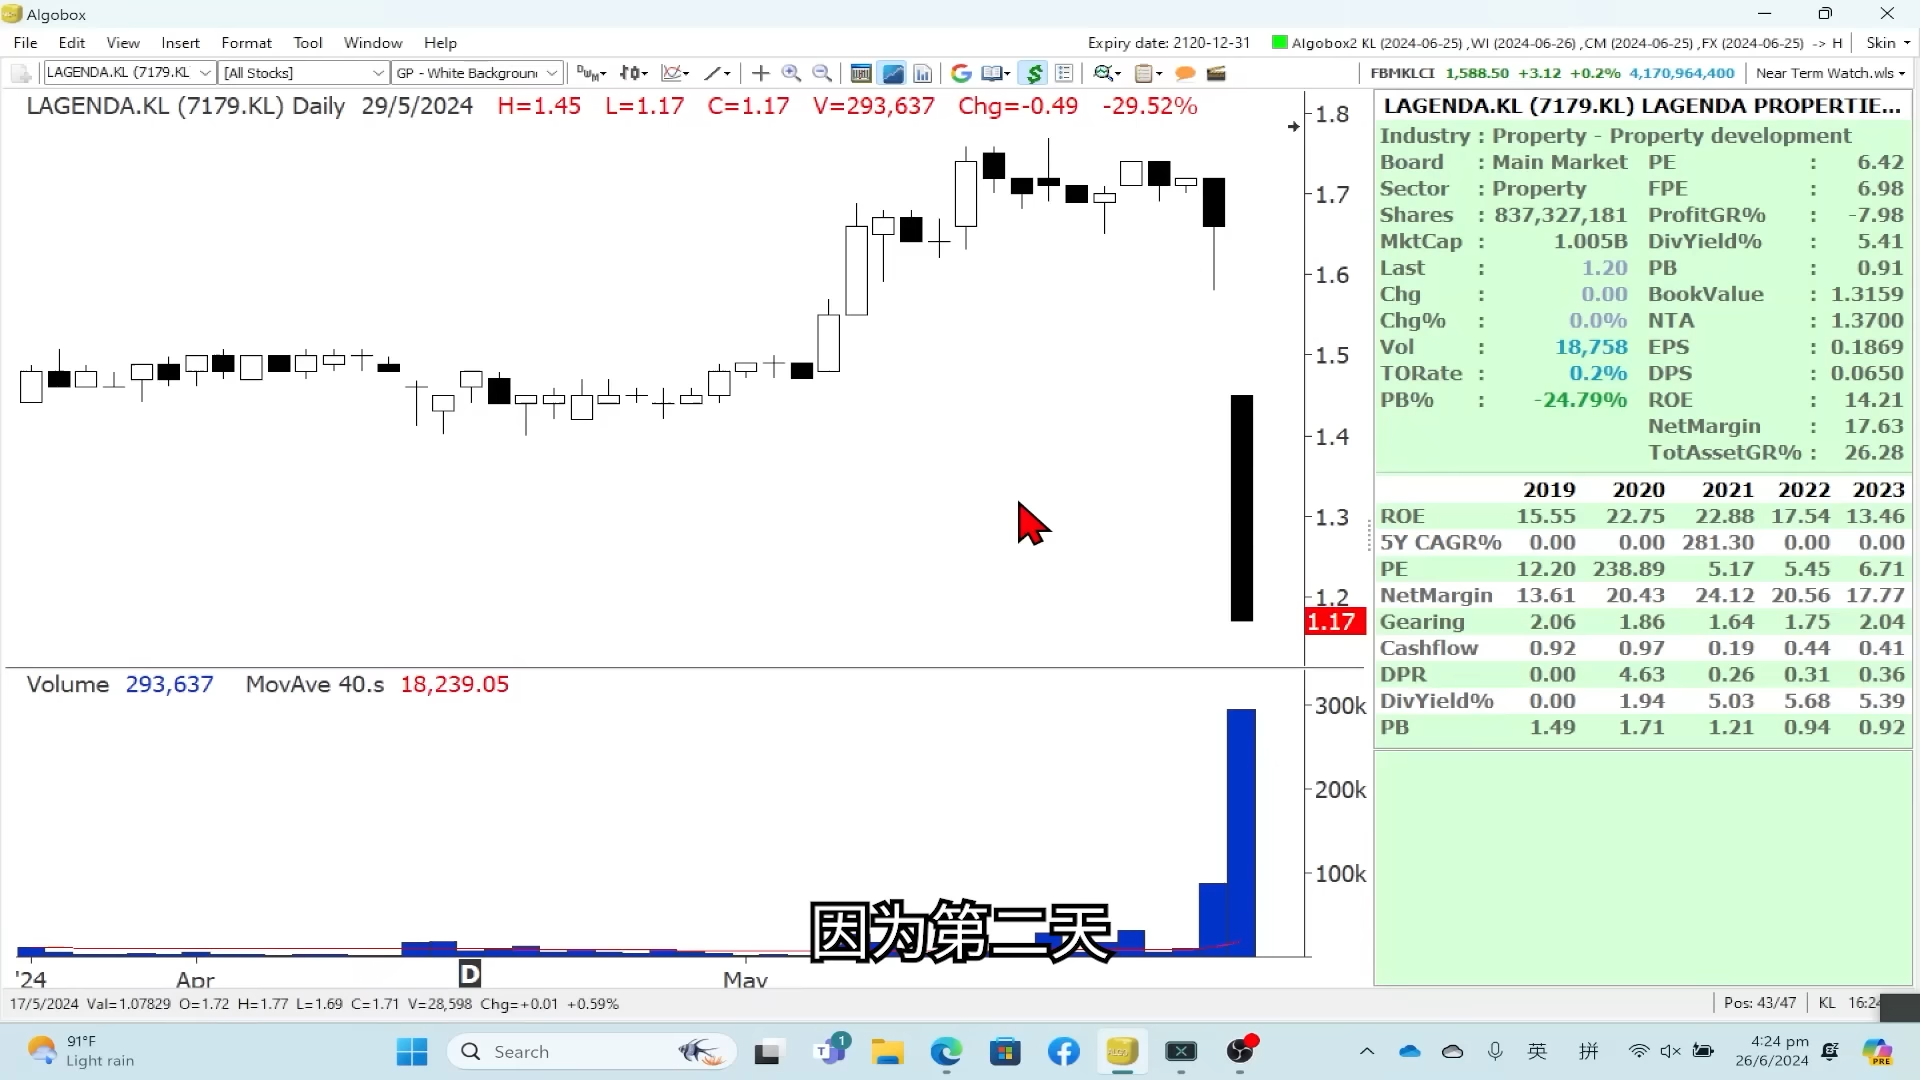 Algobox
File Edit View Insert Format Tool Window Help
Expiry date: 2120-12-31
Algobox2 KL (2024-06-25) ,WI (2024-06-26) ,CM (2024-06-25) ,FX (2024-06-25) -> H
Skin
LAGENDA.KL (7179.KL
[All Stocks]
GP - White Background
FBMKLCI 1,588.50 +3.12 +0.2% 4,170,964,400
Near Term Watch.wls
LAGENDA.KL (7179.KL) Daily 29/5/2024 H=1.45 L=1.17 C=1.17 V=293,637 Chg=-0.49 -29.52%
1.8
1.7
1.6
1.5
1.4
1.3
1.2
1.17
LAGENDA.KL (7179.KL) LAGENDA PROPERTIE...
Industry : Property - Property development
Board : Main Market PE : 6.42
Sector : Property FPE : 6.98
Shares : 837,327,181 ProfitGR% : -7.98
MktCap : 1.005B DivYield% : 5.41
Last : 1.20 PB : 0.91
Chg : 0.00 BookValue : 1.3159
Chg% : 0.0% NTA : 1.3700
Vol : 18,758 EPS : 0.1869
TORate : 0.2% DPS : 0.0650
PB% : -24.79% ROE : 14.21
NetMargin : 17.63
TotAssetGR% : 26.28
2019 2020 2021 2022 2023
ROE 15.55 22.75 22.88 17.54 13.46
5Y CAGR% 0.00 0.00 281.30 0.00 0.00
PE 12.20 238.89 5.17 5.45 6.71
NetMargin 13.61 20.43 24.12 20.56 17.77
Gearing 2.06 1.86 1.64 1.75 2.04
Cashflow 0.92 0.97 0.19 0.44 0.41
DPR 0.00 4.63 0.26 0.31 0.36
DivYield% 0.00 1.94 5.03 5.68 5.39
PB 1.49 1.71 1.21 0.94 0.92
Volume 293,637 MovAve 40.s 18,239.05
300k
200k
100k
因为第二天
'24 Apr D May
17/5/2024 Val=1.07829 O=1.72 H=1.77 L=1.69 C=1.71 V=28,598 Chg=+0.01 +0.59%
Pos: 43/47 KL
91°F
Light rain
Search
1
英
拼
4:24 pm
26/6/2024
PRE